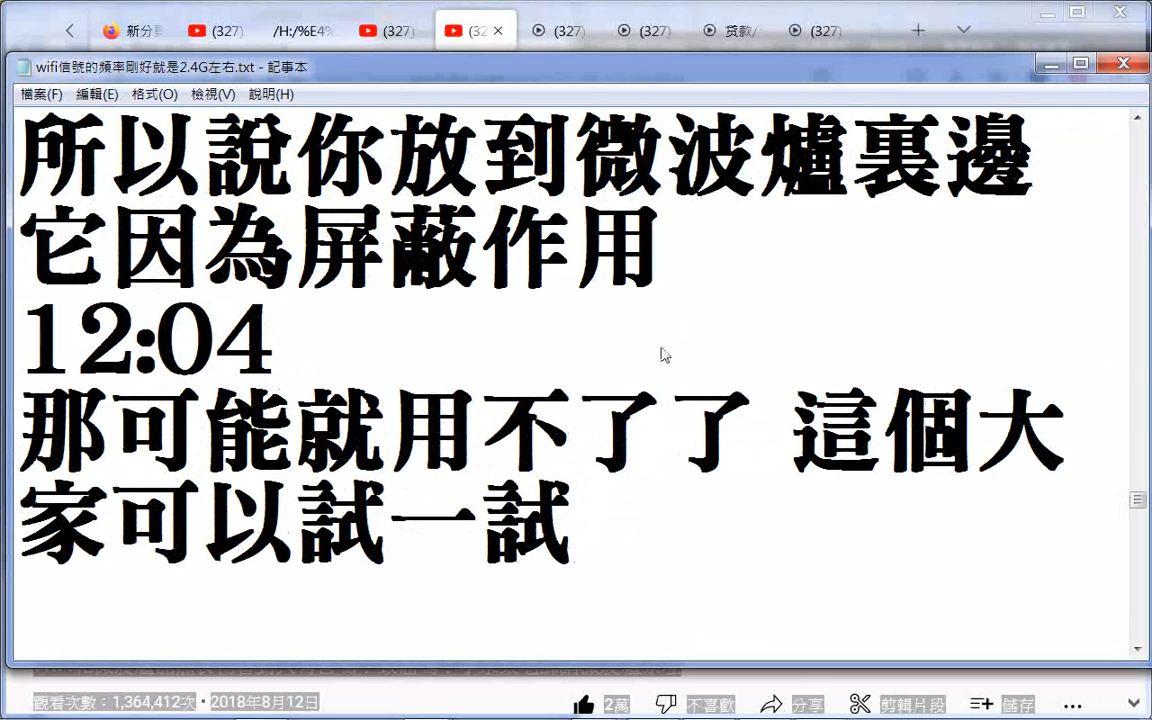 新分頁
(327)
/H:/%E4%
(327)
(32
(327)
(327)
贷款/
(327)
wifi信號的頻率剛好就是2.4G左右.txt - 記事本
檔案(F) 編輯(E) 格式(O) 檢視(V) 說明(H)
所以說你放到微波爐裏邊
它因為屏蔽作用
12:04
那可能就用不了了 這個大
家可以試一試
觀看次數：1,364,412次 • 2018年8月12日
2萬 不喜歡 分享 剪輯片段 儲存